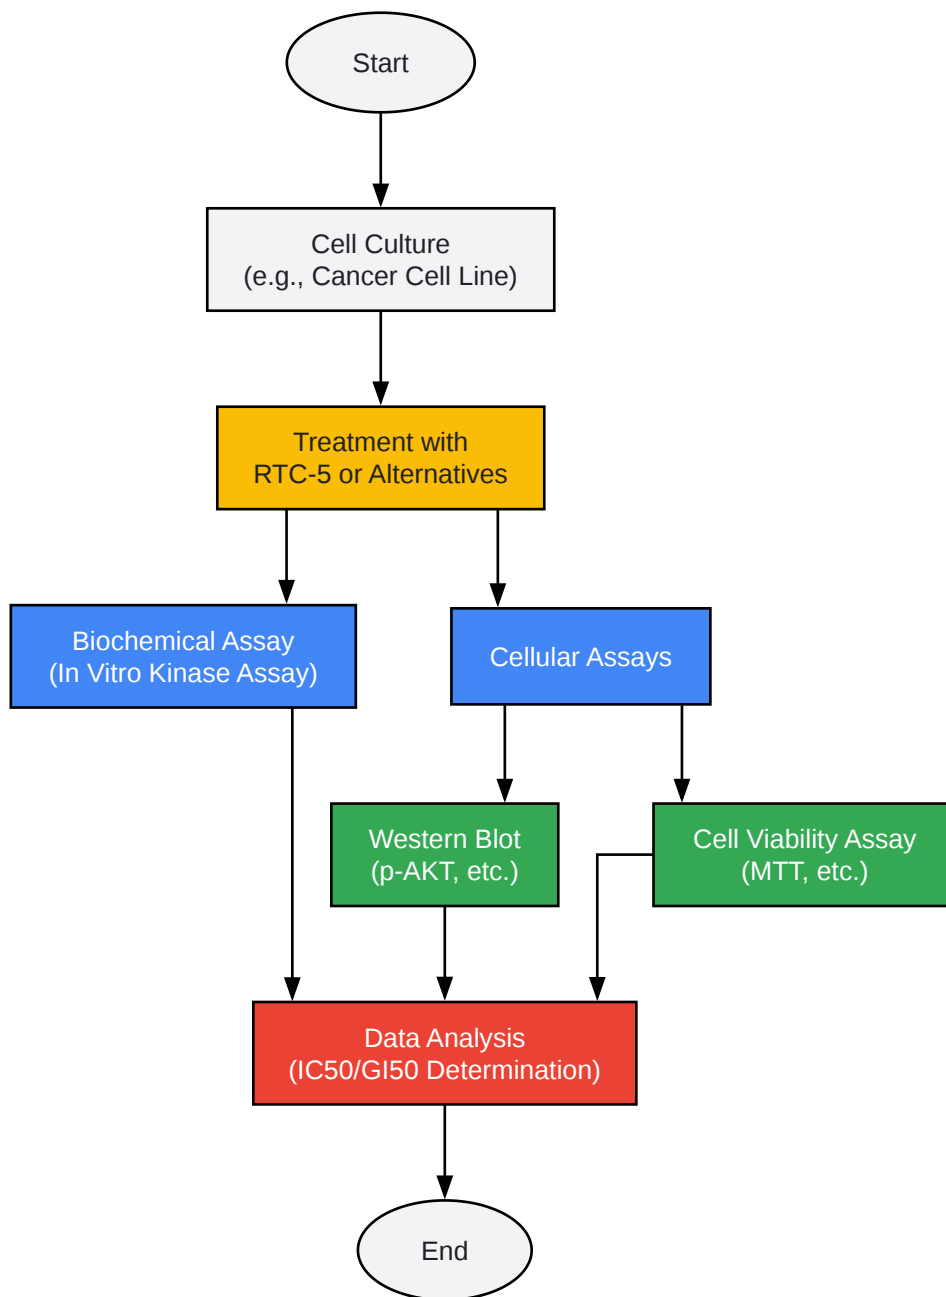 Start
Cell Culture
(e.g., Cancer Cell Line)
Treatment with
RTC-5 or Alternatives
Biochemical Assay
(In Vitro Kinase Assay)
Cellular Assays
Western Blot
(p-AKT, etc.)
Cell Viability Assay
(MTT, etc.)
Data Analysis
(IC50/GI50 Determination)
End